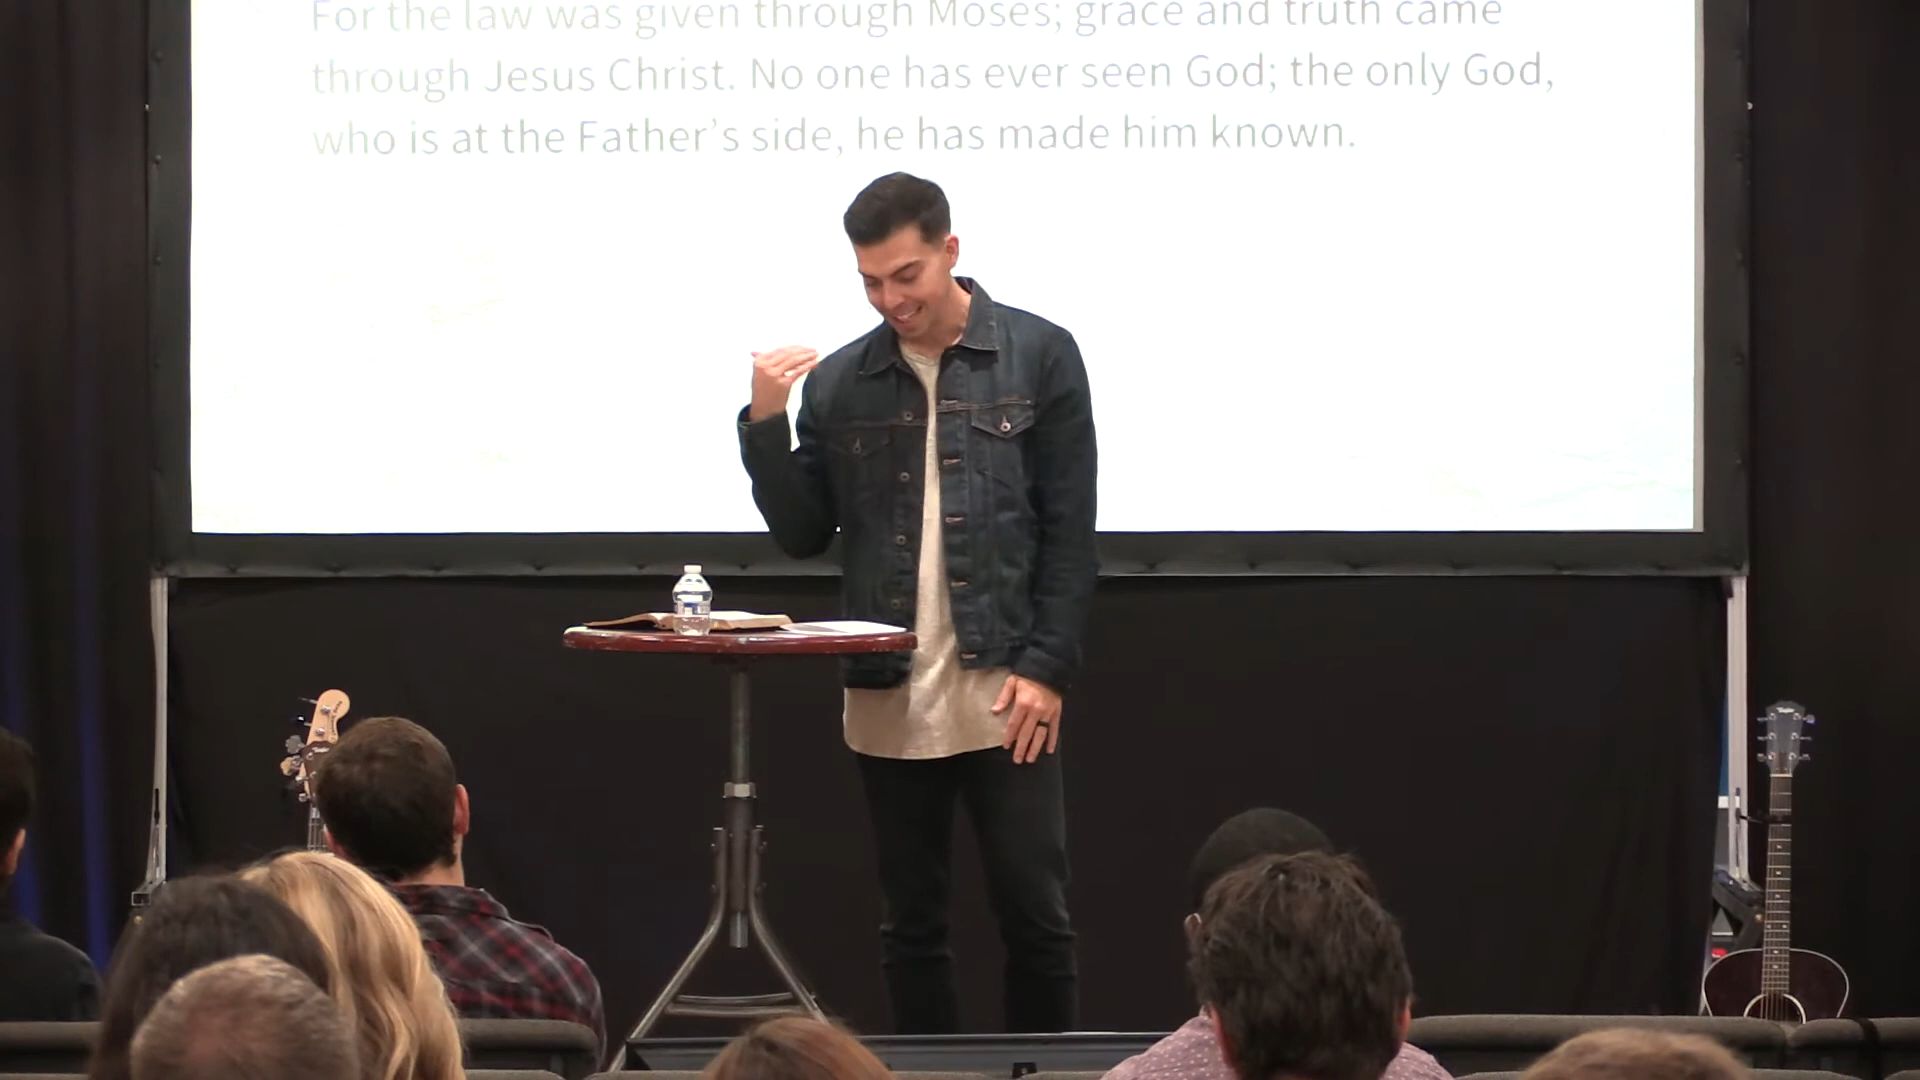 For the law was given through Moses; grace and truth came
through Jesus Christ. No one has ever seen God; the only God,
who is at the Father’s side, he has made him known.
Taylor